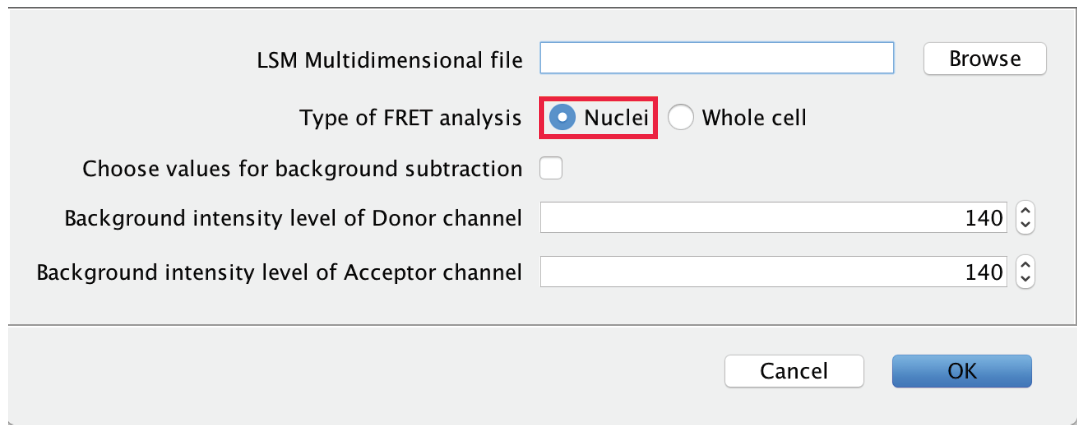 LSM Multidimensional file Browse
Type of FRET analysis Nuclei Whole cell
Choose values for background subtraction
Background intensity level of Donor channel 140
Background intensity level of Acceptor channel 140
Cancel OK